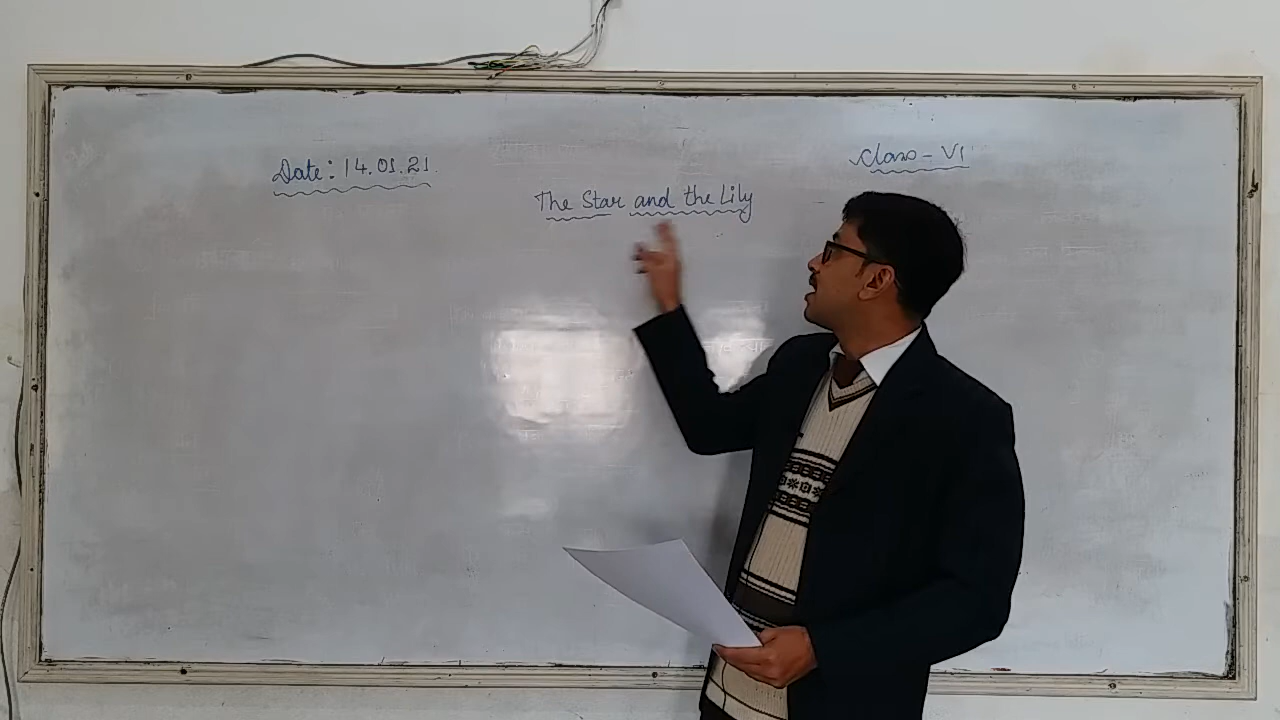 Date: 14.01.21.
Class - VI
The Star and the Lily